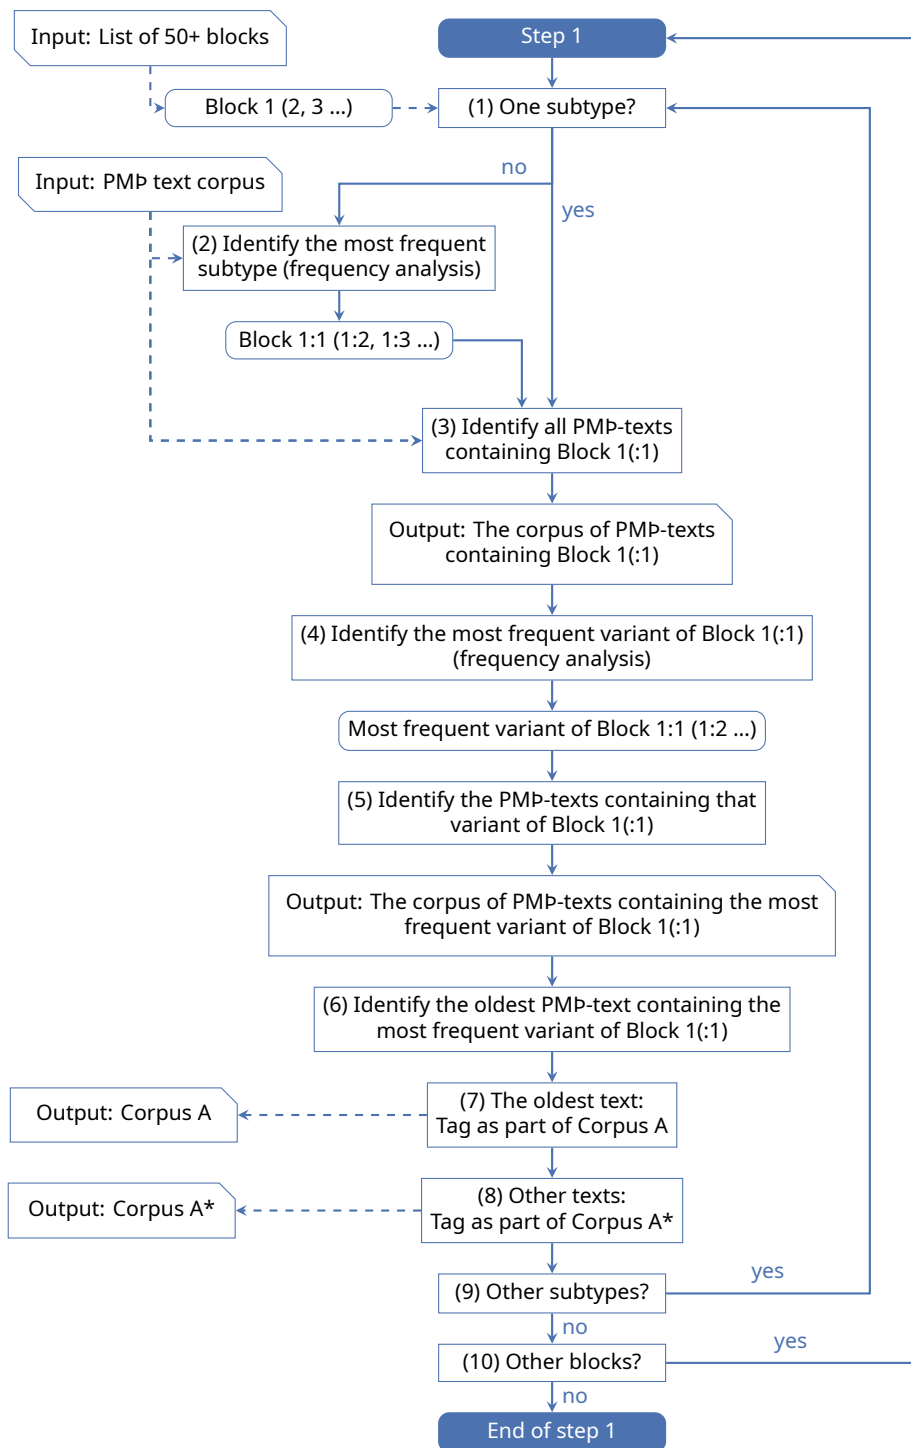 Input: List of 50+ blocks
Step 1
Block 1 (2, 3 ...)
(1) One subtype?
no
yes
Input: PMÞ text corpus
(2) Identify the most frequent
subtype (frequency analysis)
Block 1:1 (1:2, 1:3 ...)
(3) Identify all PMÞ-texts
containing Block 1(:1)
Output: The corpus of PMÞ-texts
containing Block 1(:1)
(4) Identify the most frequent variant of Block 1(:1)
(frequency analysis)
Most frequent variant of Block 1:1 (1:2 ...)
(5) Identify the PMÞ-texts containing that
variant of Block 1(:1)
Output: The corpus of PMÞ-texts containing the most
frequent variant of Block 1(:1)
(6) Identify the oldest PMÞ-text containing the
most frequent variant of Block 1(:1)
Output: Corpus A
(7) The oldest text:
Tag as part of Corpus A
Output: Corpus A*
(8) Other texts:
Tag as part of Corpus A*
(9) Other subtypes?
yes
no
(10) Other blocks?
yes
no
End of step 1